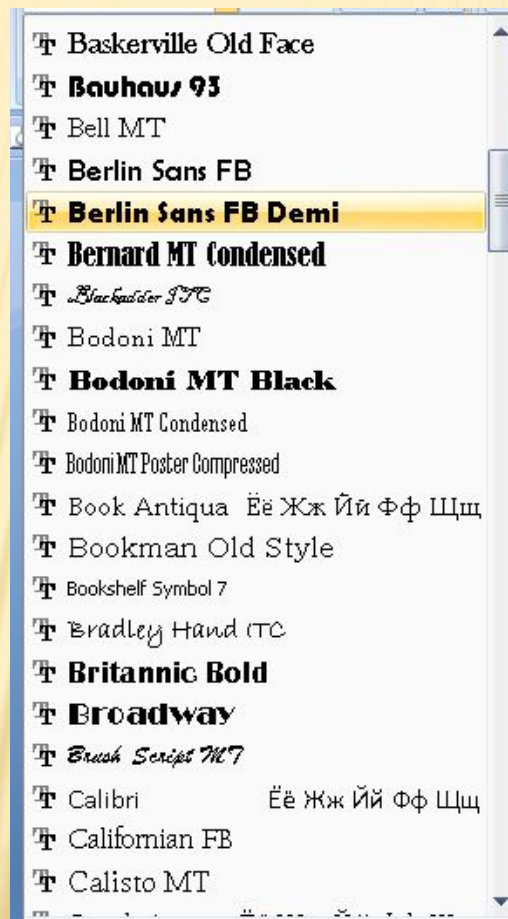 Baskerville Old Face
Bauhaus 93
Bell MT
Berlin Sans FB
Berlin Sans FB Demi
Bernard MT Condensed
Blackadder ITC
Bodoni MT
Bodoni MT Black
Bodoni MT Condensed
Bodoni MT Poster Compressed
Book Antiqua Ёё Жж Йй Фф Щщ
Bookman Old Style
Bookshelf Symbol 7
Bradley Hand ITC
Britannic Bold
Broadway
Brush Script MT
Calibri Ёё Жж Йй Фф Щщ
Californian FB
Calisto MT